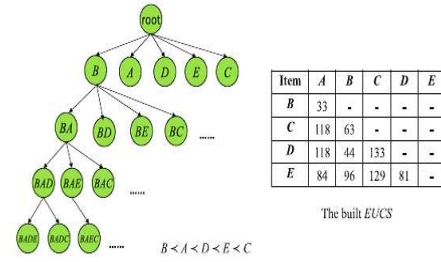 root
B A D E C
BA BD BE BC ......
BAD BAE BAC ......
BADE BADC BAEC ......
B ≺ A ≺ D ≺ E ≺ C
Item A B C D E
B 33 - - - -
C 118 63 - - -
D 118 44 133 - -
E 84 96 129 81 -
The built EUCS